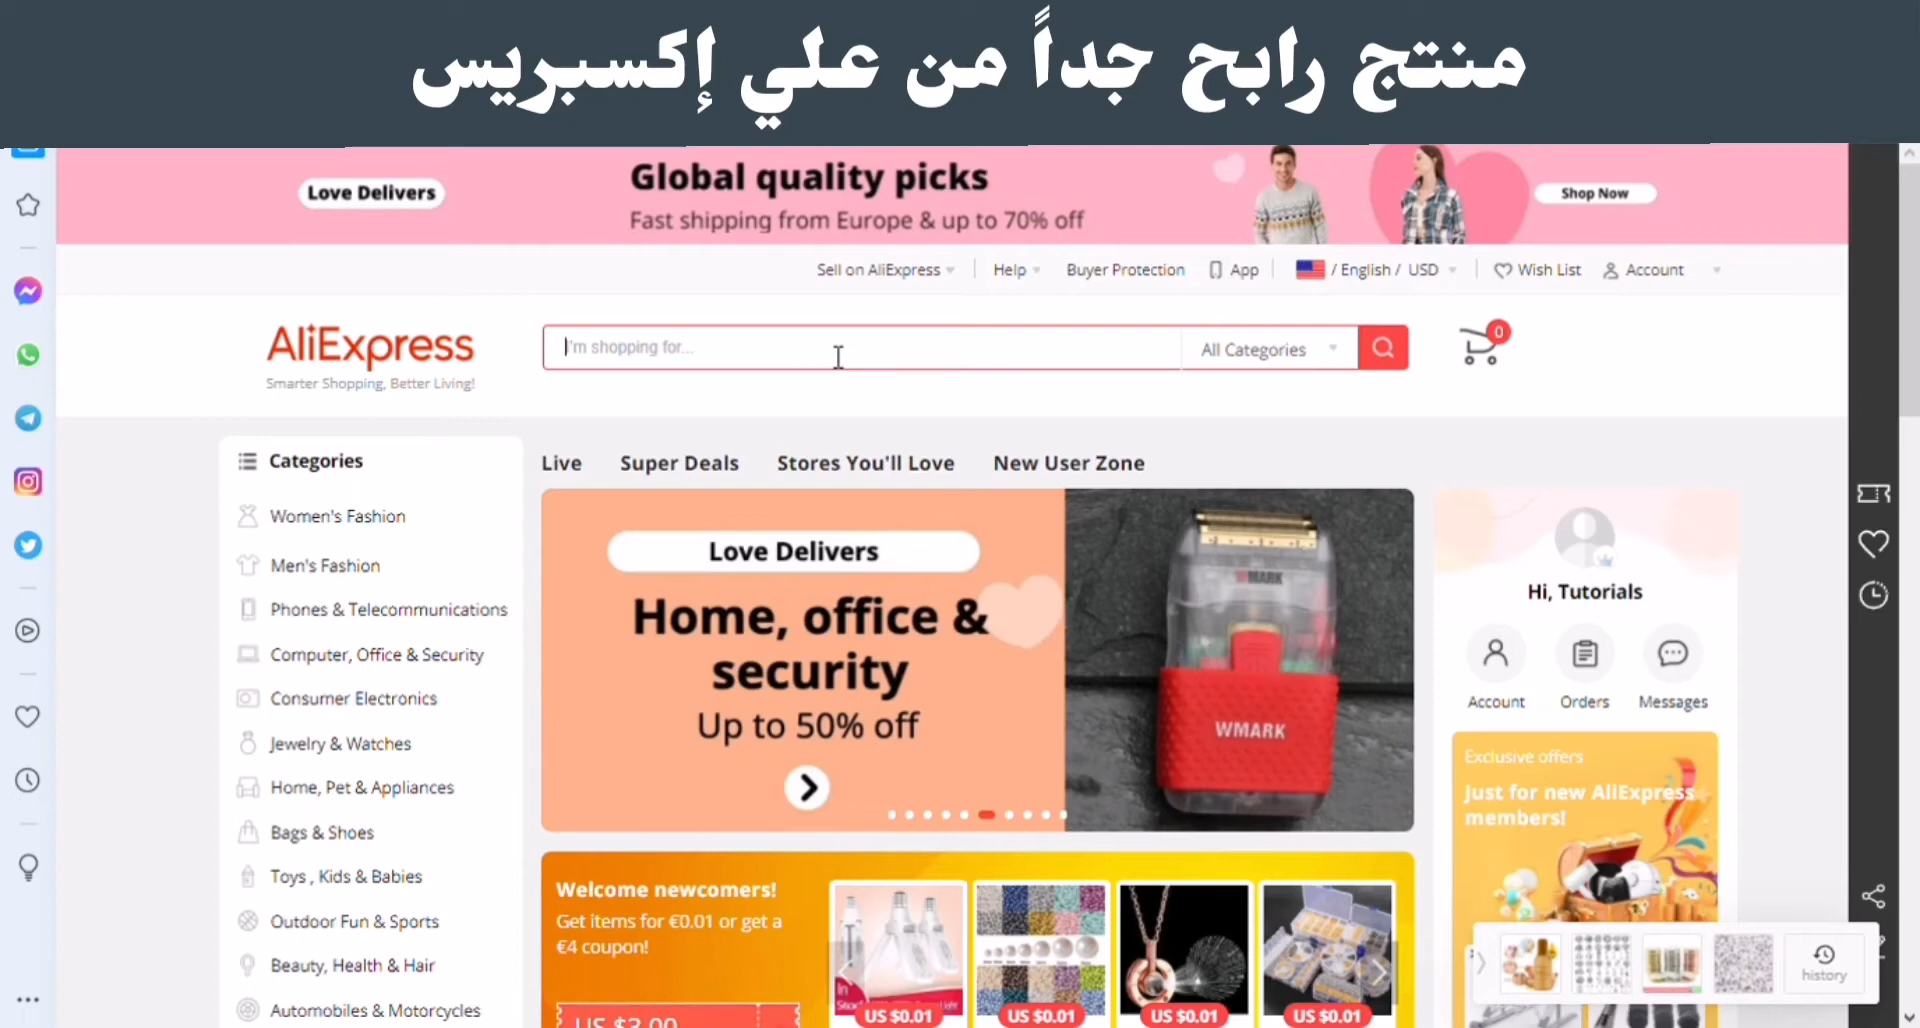 منتج رابح جداً من علي إكسبريس
Love Delivers
Global quality picks
Fast shipping from Europe & up to 70% off
Shop Now
Sell on AliExpress
Help
Buyer Protection
App
/ English / USD
Wish List
Account
AliExpress
Smarter Shopping, Better Living!
I'm shopping for...
All Categories
0
Categories
Women's Fashion
Men's Fashion
Phones & Telecommunications
Computer, Office & Security
Consumer Electronics
Jewelry & Watches
Home, Pet & Appliances
Bags & Shoes
Toys , Kids & Babies
Outdoor Fun & Sports
Beauty, Health & Hair
Automobiles & Motorcycles
Live
Super Deals
Stores You'll Love
New User Zone
Love Delivers
Home, office &
security
Up to 50% off
WMARK
WMARK
Hi, Tutorials
Account
Orders
Messages
Exclusive offers
Just for new AliExpress
members!
Welcome newcomers!
Get items for €0.01 or get a
€4 coupon!
US $3.00
In
US $0.01
US $0.01
US $0.01
US $0.01
history